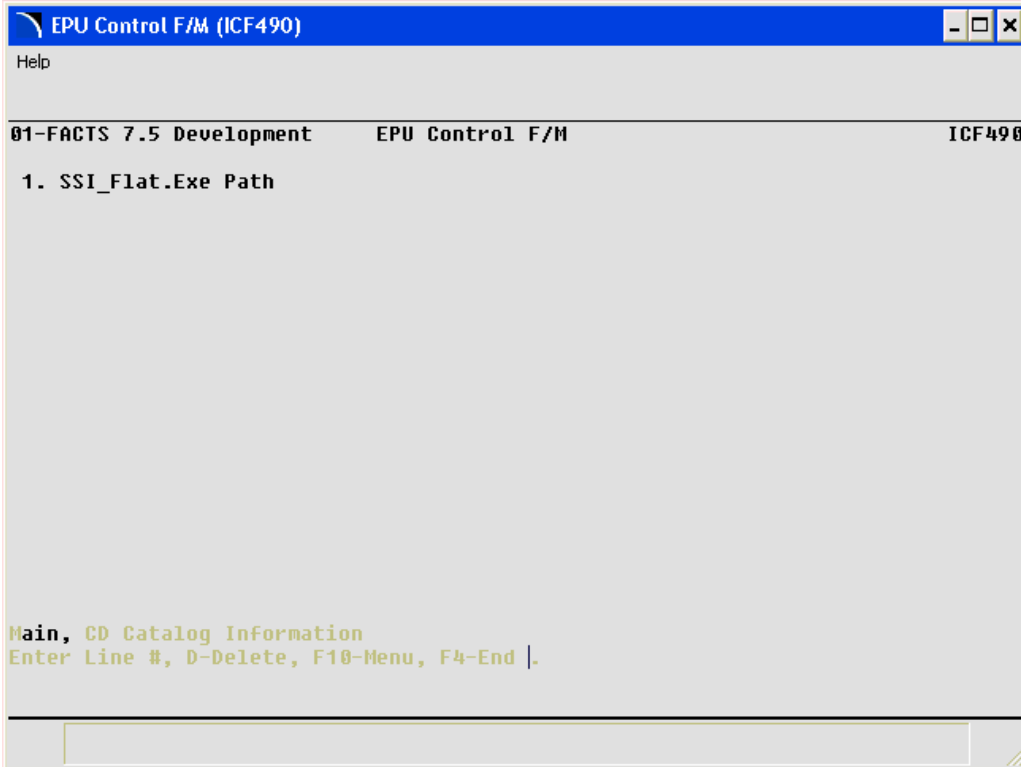 EPU Control F/M (ICF490)
Help
01-FACTS 7.5 Development EPU Control F/M ICF490
1. SSI_Flat.Exe Path
Main, CD Catalog Information
Enter Line #, D-Delete, F10-Menu, F4-End .